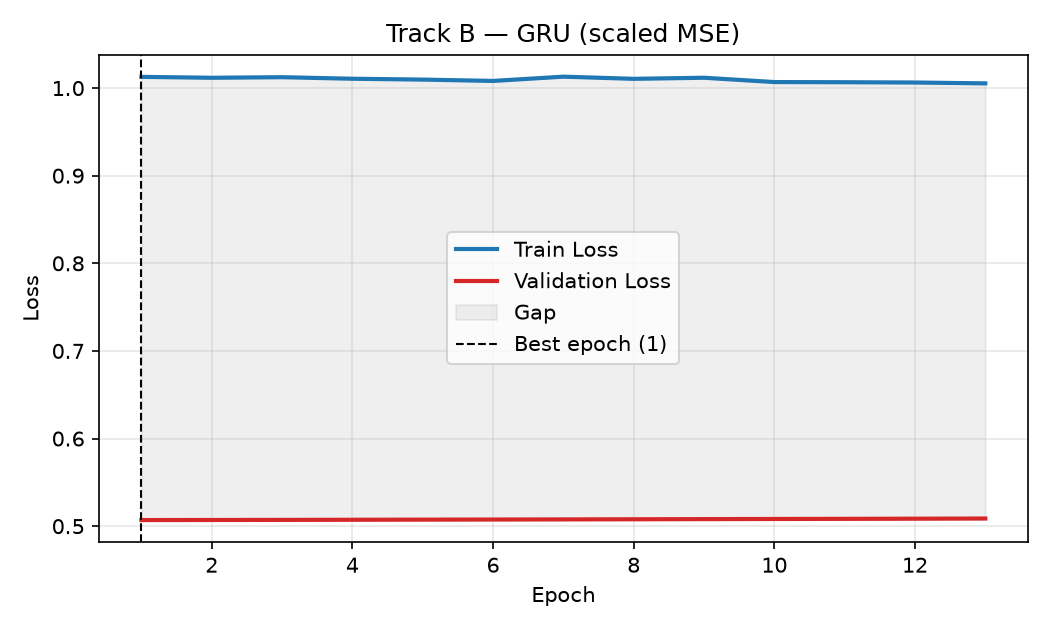 Track B — GRU (scaled MSE)
1.0
0.9
0.8
0.7
0.6
0.5
Loss
Train Loss
Validation Loss
Gap
Best epoch (1)
2 4 6 8 10 12
Epoch